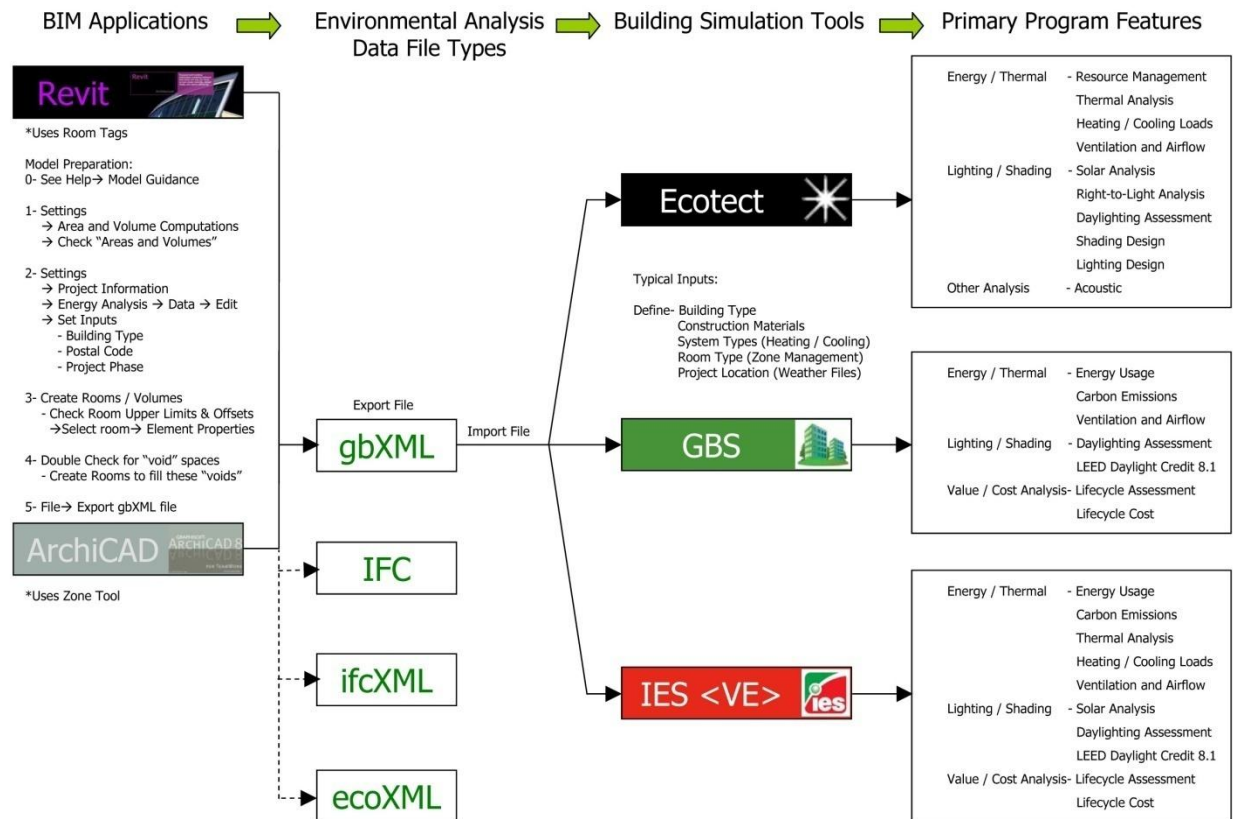 BIM Applications
Environmental Analysis
Data File Types
Building Simulation Tools
Primary Program Features
Revit
Revit
*Uses Room Tags
Model Preparation:
0- See Help→ Model Guidance
1- Settings
→ Area and Volume Computations
→ Check “Areas and Volumes”
2- Settings
→ Project Information
→ Energy Analysis → Data → Edit
→ Set Inputs
- Building Type
- Postal Code
- Project Phase
3- Create Rooms / Volumes
- Check Room Upper Limits & Offsets
→Select room→ Element Properties
4- Double Check for “void” spaces
- Create Rooms to fill these “voids”
5- File→ Export gbXML file
ArchiCAD
ARCHICAD 8
*Uses Zone Tool
Export File
gbXML
Import File
IFC
ifcXML
ecoXML
Ecotect
Typical Inputs:
Define- Building Type
Construction Materials
System Types (Heating / Cooling)
Room Type (Zone Management)
Project Location (Weather Files)
GBS
IES <VE>
ies
Energy / Thermal - Resource Management
Thermal Analysis
Heating / Cooling Loads
Ventilation and Airflow
Lighting / Shading - Solar Analysis
Right-to-Light Analysis
Daylighting Assessment
Shading Design
Lighting Design
Other Analysis - Acoustic
Energy / Thermal - Energy Usage
Carbon Emissions
Ventilation and Airflow
Lighting / Shading - Daylighting Assessment
LEED Daylight Credit 8.1
Value / Cost Analysis- Lifecycle Assessment
Lifecycle Cost
Energy / Thermal - Energy Usage
Carbon Emissions
Thermal Analysis
Heating / Cooling Loads
Ventilation and Airflow
Lighting / Shading - Solar Analysis
Daylighting Assessment
LEED Daylight Credit 8.1
Value / Cost Analysis- Lifecycle Assessment
Lifecycle Cost